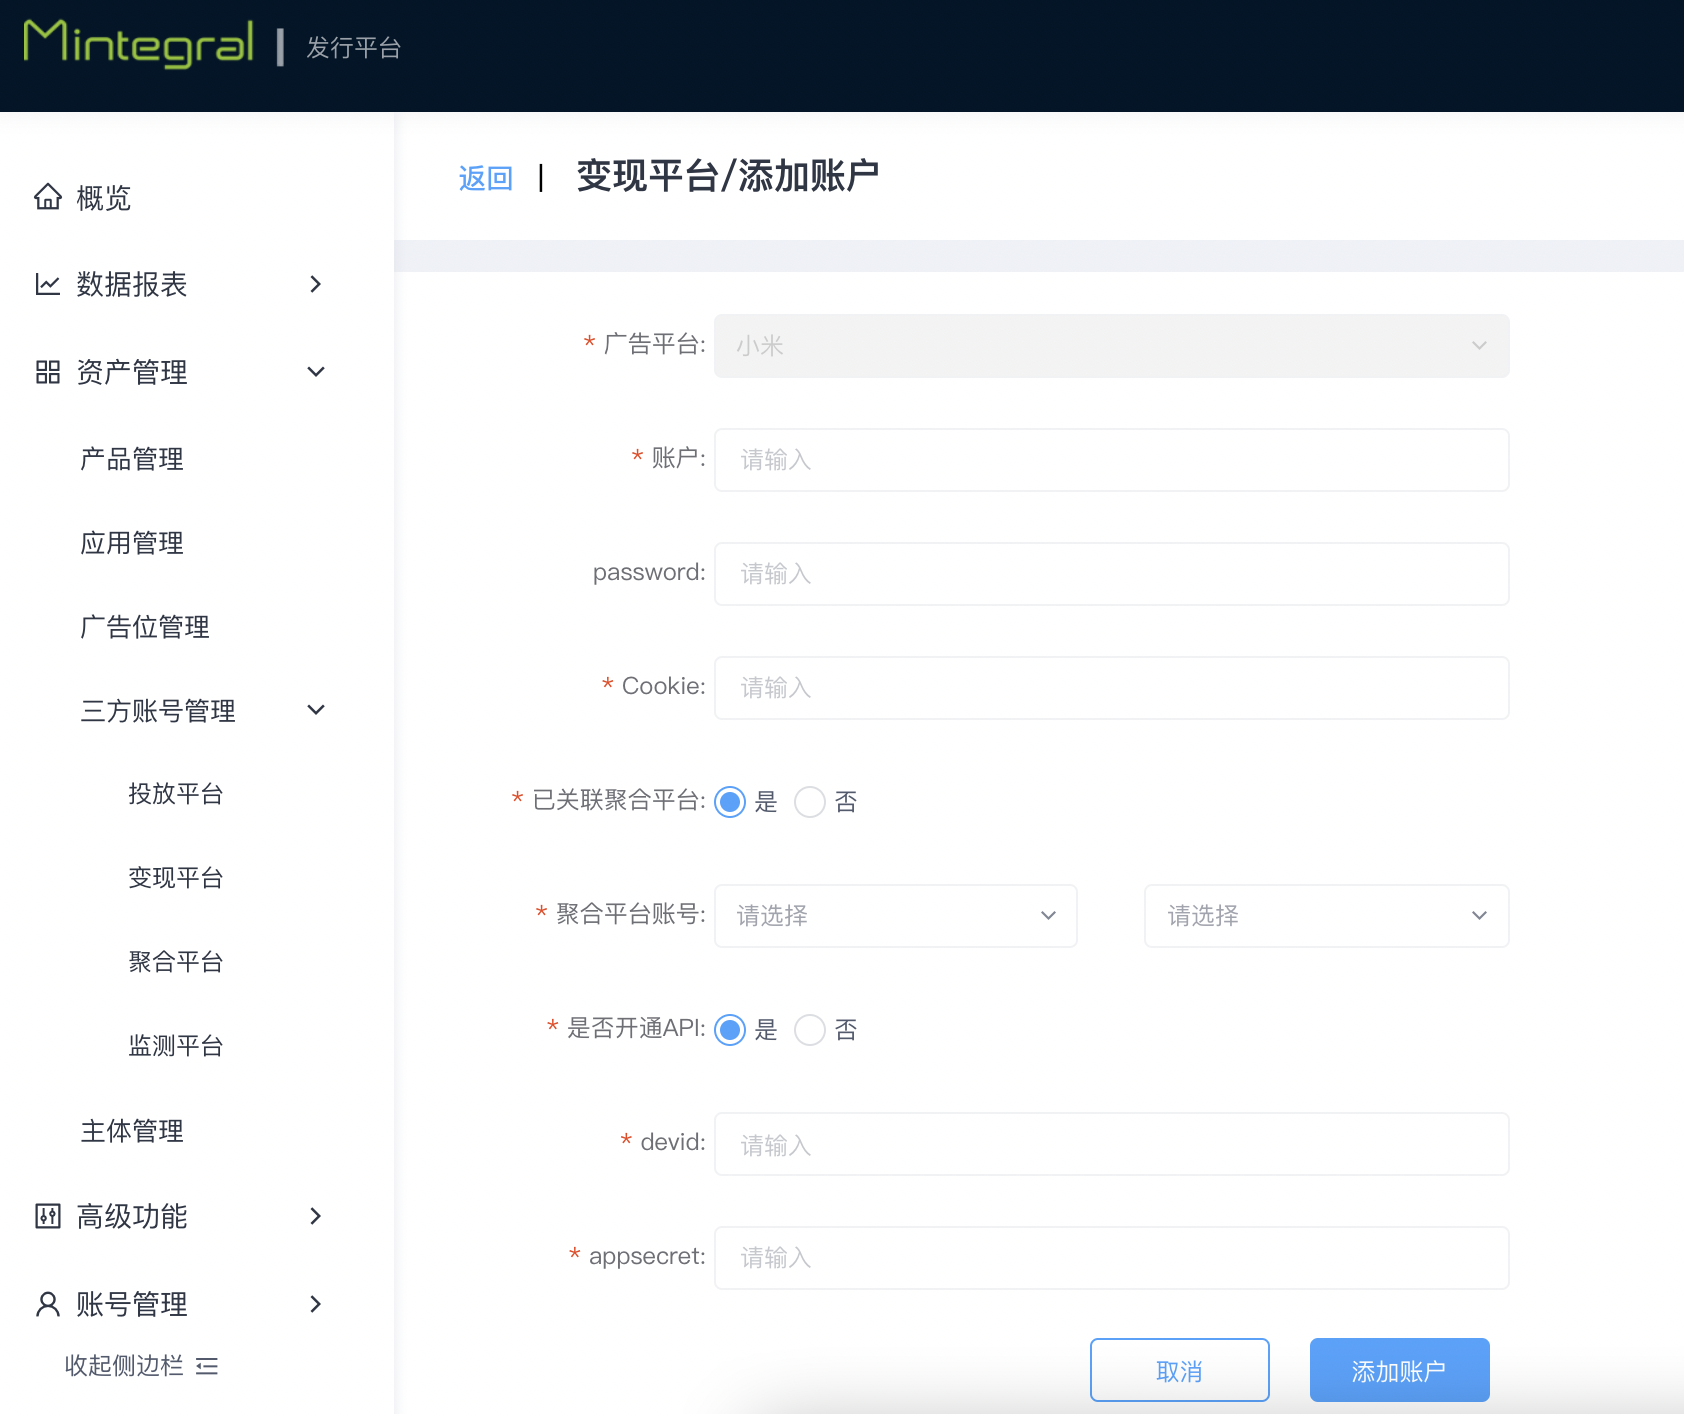 Mintegral | 发行平台
概览
数据报表
资产管理
产品管理
应用管理
广告位管理
三方账号管理
投放平台
变现平台
聚合平台
监测平台
主体管理
高级功能
账号管理
收起侧边栏
返回 | 变现平台/添加账户
* 广告平台: 小米
* 账户: 请输入
password: 请输入
* Cookie: 请输入
* 已关联聚合平台: 是 否
* 聚合平台账号: 请选择 请选择
* 是否开通API: 是 否
* devid: 请输入
* appsecret: 请输入
取消 添加账户